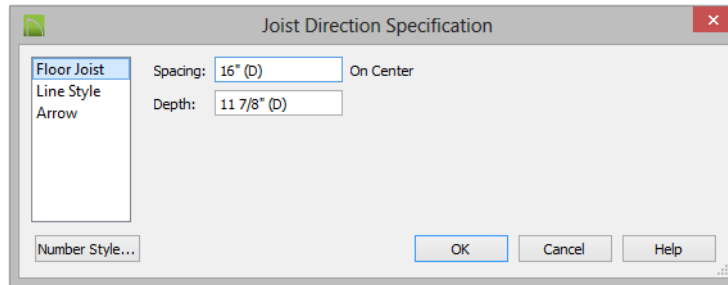 Joist Direction Specification
Floor Joist
Line Style
Arrow
Spacing: 16" (D) On Center
Depth: 11 7/8" (D)
Number Style...
OK Cancel Help